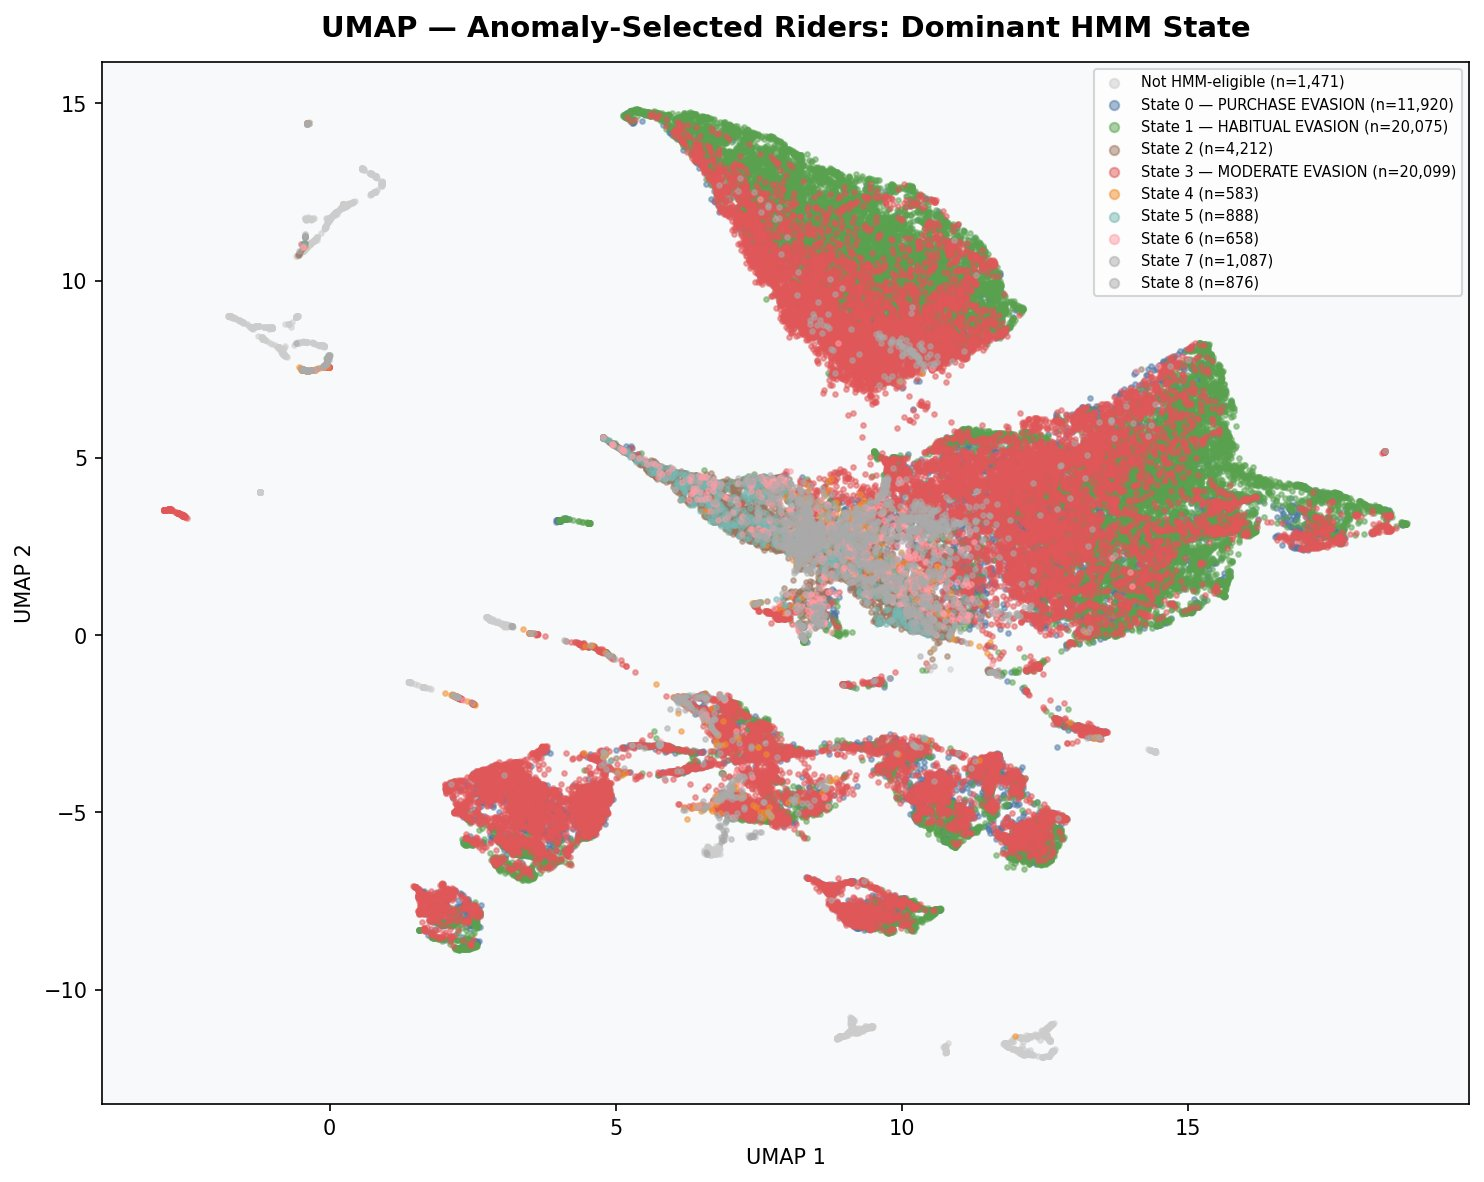 UMAP — Anomaly-Selected Riders: Dominant HMM State
Not HMM-eligible (n=1,471)
State 0 — PURCHASE EVASION (n=11,920)
State 1 — HABITUAL EVASION (n=20,075)
State 2 (n=4,212)
State 3 — MODERATE EVASION (n=20,099)
State 4 (n=583)
State 5 (n=888)
State 6 (n=658)
State 7 (n=1,087)
State 8 (n=876)
15
10
5
0
−5
−10
UMAP 2
0
5
10
15
UMAP 1